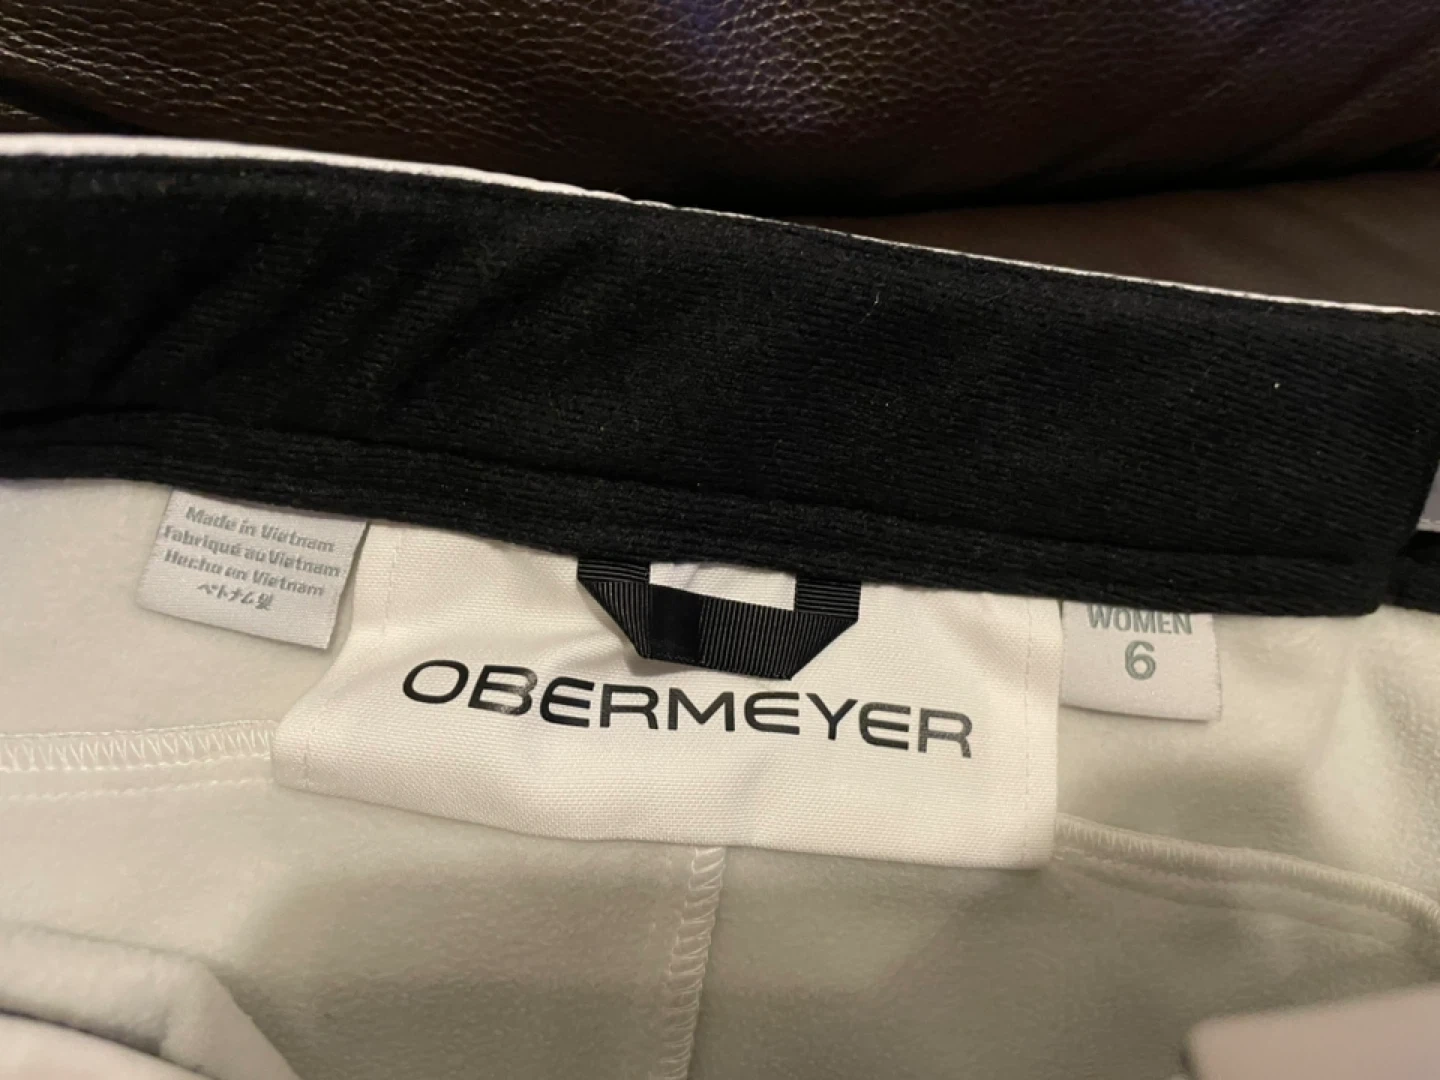 Made in Vietnam
Fabriqué au Vietnam
Hecho en Vietnam
ベトナム製
OBERMEYER
WOMEN
6